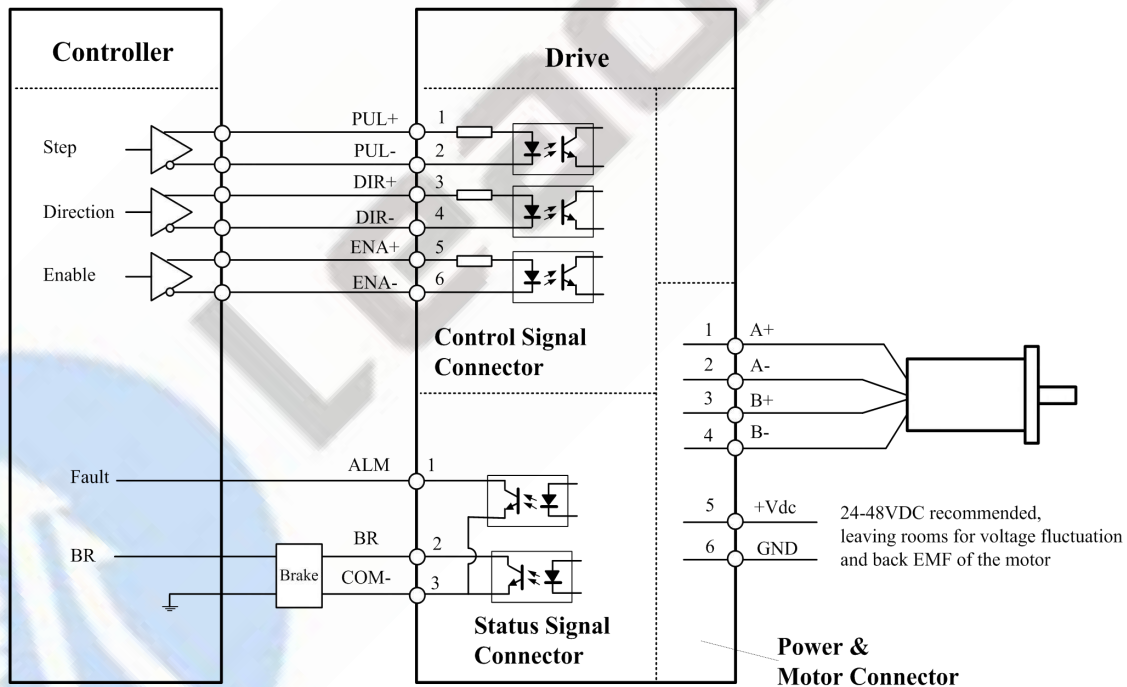 Controller
Drive
Step
PUL+
1
PUL-
2
Direction
DIR+
3
DIR-
4
Enable
ENA+
5
ENA-
6
Control Signal
Connector
1
A+
2
A-
3
B+
4
B-
Fault
ALM
1
BR
BR
2
Brake
COM-
3
Status Signal
Connector
5
+Vdc
6
GND
24-48VDC recommended,
leaving rooms for voltage fluctuation
and back EMF of the motor
Power &
Motor Connector